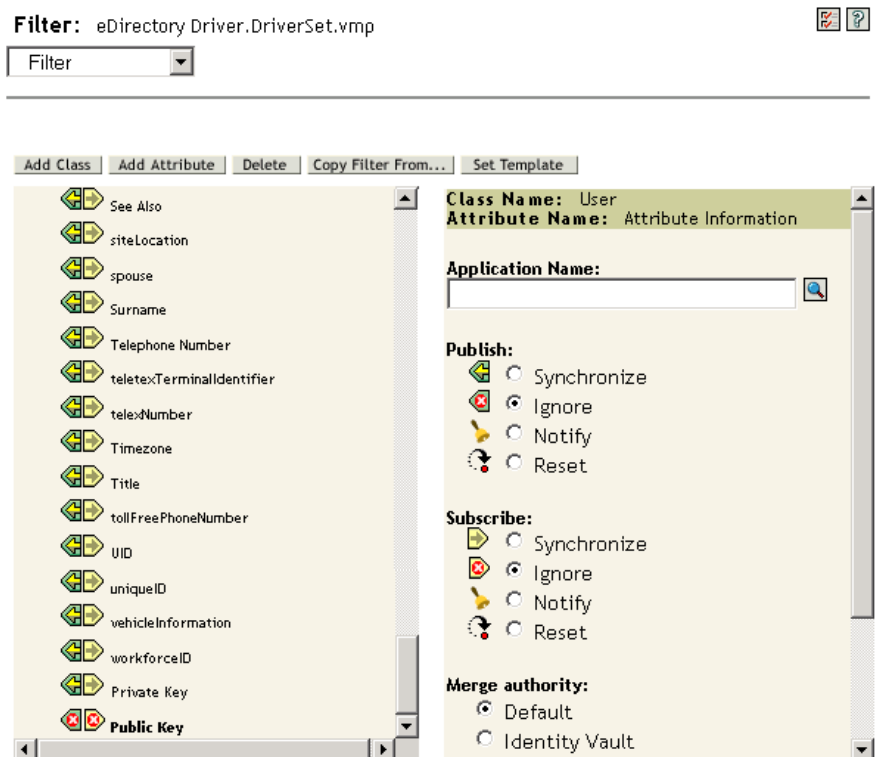 Filter: eDirectory Driver.DriverSet.vmp
Filter
Add Class Add Attribute Delete Copy Filter From... Set Template
See Also
siteLocation
spouse
Surname
Telephone Number
teletexTerminalIdentifier
telexNumber
Timezone
Title
tollFreePhoneNumber
UID
uniqueID
vehicleInformation
workforceID
Private Key
Public Key
Class Name: User
Attribute Name: Attribute Information
Application Name:
Publish:
Synchronize
Ignore
Notify
Reset
Subscribe:
Synchronize
Ignore
Notify
Reset
Merge authority:
Default
Identity Vault